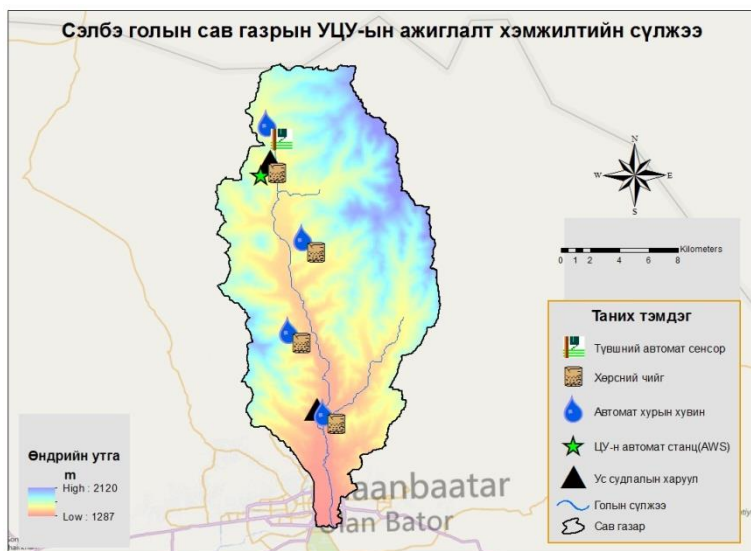 Сэлбэ голын сав газрын УЦУ-ын ажиглалт хэмжилтийн сүлжээ
N
W E
S
Kilometers
0 1 2 4 6 8
Таних тэмдэг
Түвшний автомат сенсор
Хөрсний чийг
Автомат хурын хувин
ЦУ-н автомат станц(AWS)
Ус судлалын харуул
Голын сүлжээ
Сав газар
Өндрийн утга
m
High : 2120
Low : 1287
aanbaatar
Ulan Bator